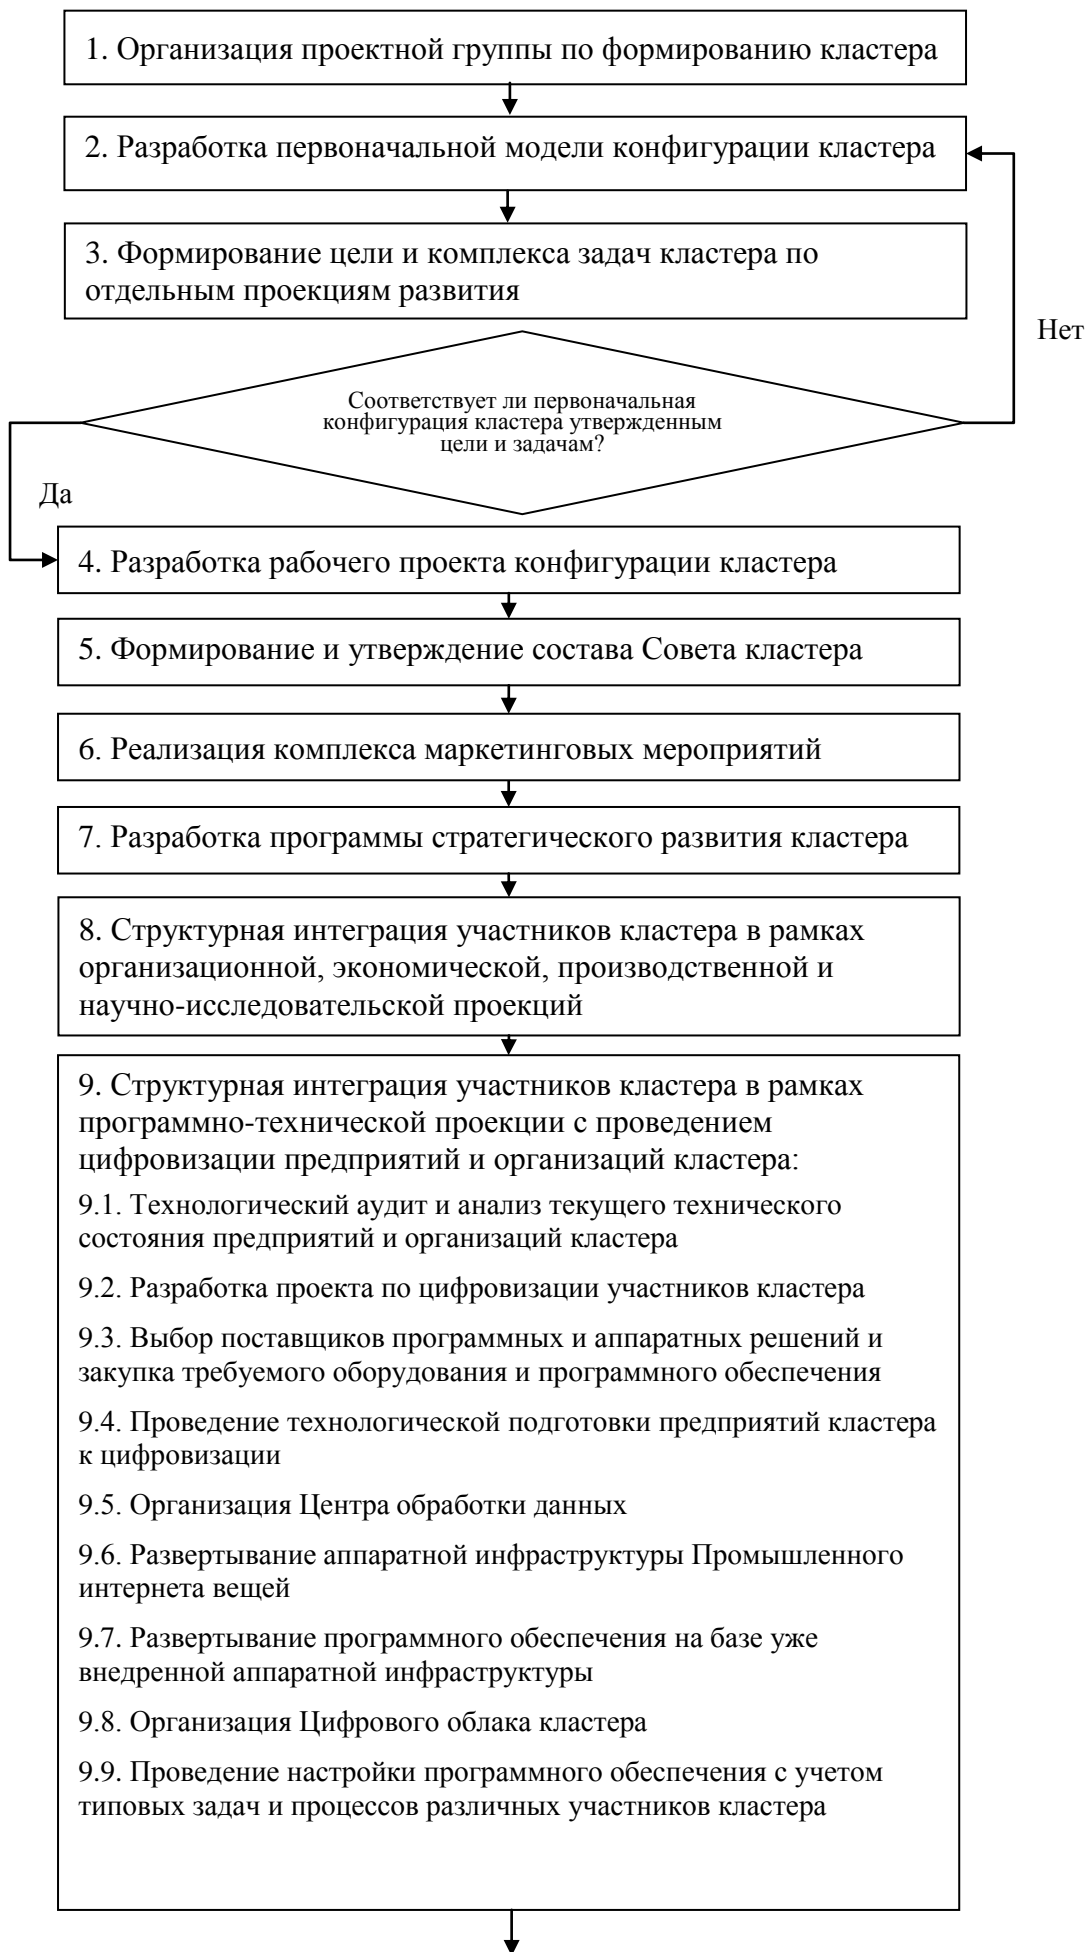 1. Организация проектной группы по формированию кластера
2. Разработка первоначальной модели конфигурации кластера
3. Формирование цели и комплекса задач кластера по
отдельным проекциям развития
Нет
Соответствует ли первоначальная
конфигурация кластера утвержденным
цели и задачам?
Да
4. Разработка рабочего проекта конфигурации кластера
5. Формирование и утверждение состава Совета кластера
6. Реализация комплекса маркетинговых мероприятий
7. Разработка программы стратегического развития кластера
8. Структурная интеграция участников кластера в рамках
организационной, экономической, производственной и
научно-исследовательской проекций
9. Структурная интеграция участников кластера в рамках
программно-технической проекции с проведением
цифровизации предприятий и организаций кластера:
9.1. Технологический аудит и анализ текущего технического
состояния предприятий и организаций кластера
9.2. Разработка проекта по цифровизации участников кластера
9.3. Выбор поставщиков программных и аппаратных решений и
закупка требуемого оборудования и программного обеспечения
9.4. Проведение технологической подготовки предприятий кластера
к цифровизации
9.5. Организация Центра обработки данных
9.6. Развертывание аппаратной инфраструктуры Промышленного
интернета вещей
9.7. Развертывание программного обеспечения на базе уже
внедренной аппаратной инфраструктуры
9.8. Организация Цифрового облака кластера
9.9. Проведение настройки программного обеспечения с учетом
типовых задач и процессов различных участников кластера